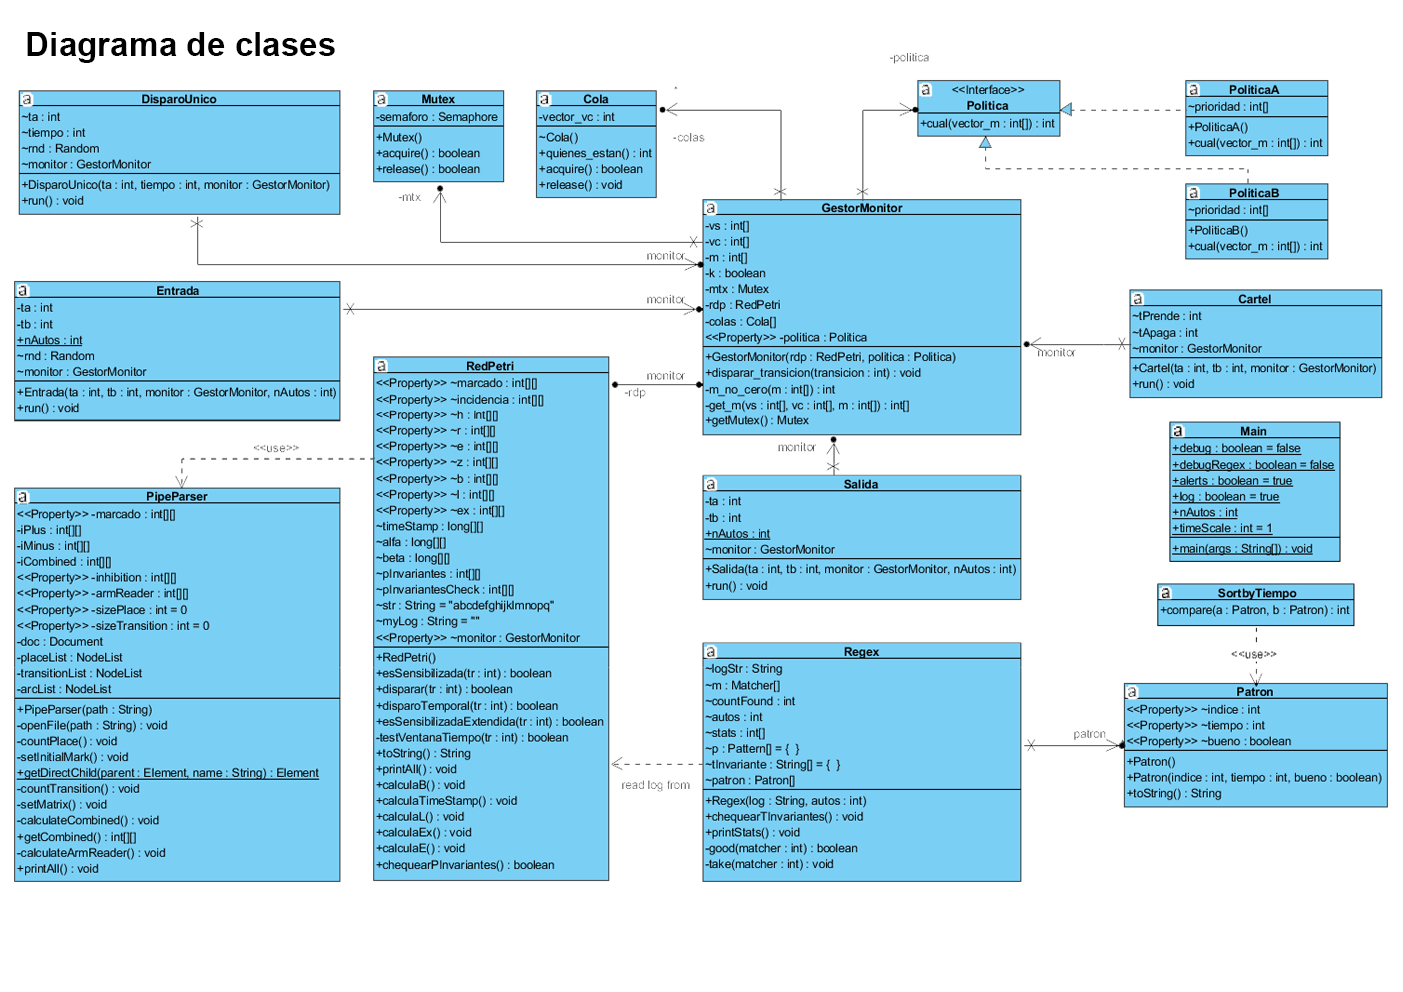 Diagrama de clases
a
DisparoUnico
~ta : int
~tiempo : int
~rnd : Random
~monitor : GestorMonitor
+DisparoUnico(ta : int, tiempo : int, monitor : GestorMonitor)
+run() : void
a
Mutex
-semaforo : Semaphore
+Mutex()
+acquire() : boolean
+release() : boolean
-mtx
a
Cola
-vector_vc : int
~Cola()
+quienes_estan() : int
+acquire() : boolean
+release() : void
*
-colas
-politica
a
<<Interface>>
Politica
+cual(vector_m : int[]) : int
a
PoliticaA
~prioridad : int[]
+PoliticaA()
+cual(vector_m : int[]) : int
a
PoliticaB
~prioridad : int[]
+PoliticaB()
+cual(vector_m : int[]) : int
a
GestorMonitor
-vs : int[]
-vc : int[]
-m : int[]
-k : boolean
-mtx : Mutex
-rdp : RedPetri
-colas : Cola[]
<<Property>> -politica : Politica
+GestorMonitor(rdp : RedPetri, politica : Politica)
+disparar_transicion(transicion : int) : void
-m_no_cero(m : int[]) : int
-get_m(vs : int[], vc : int[], m : int[]) : int[]
+getMutex() : Mutex
monitor
monitor
monitor
-rdp
monitor
monitor
a
Entrada
-ta : int
-tb : int
+nAutos : int
~rnd : Random
~monitor : GestorMonitor
+Entrada(ta : int, tb : int, monitor : GestorMonitor, nAutos : int)
+run() : void
a
Cartel
~tPrende : int
~tApaga : int
~monitor : GestorMonitor
+Cartel(ta : int, tb : int, monitor : GestorMonitor)
+run() : void
<<use>>
a
RedPetri
<<Property>> ~marcado : int[][]
<<Property>> ~incidencia : int[][]
<<Property>> ~h : int[][]
<<Property>> ~r : int[][]
<<Property>> ~e : int[][]
<<Property>> ~z : int[][]
<<Property>> ~b : int[][]
<<Property>> ~l : int[][]
<<Property>> ~ex : int[][]
~timeStamp : long[][]
~alfa : long[][]
~beta : long[][]
~pInvariantes : int[][]
~pInvariantesCheck : int[][]
~str : String = "abcdefghijklmnopq"
~myLog : String = ""
<<Property>> ~monitor : GestorMonitor
+RedPetri()
+esSensibilizada(tr : int) : boolean
+disparar(tr : int) : boolean
+disparoTemporal(tr : int) : boolean
+esSensibilizadaExtendida(tr : int) : boolean
-testVentanaTiempo(tr : int) : boolean
+toString() : String
+printAll() : void
+calculaB() : void
+calculaTimeStamp() : void
+calculaL() : void
+calculaEx() : void
+calculaE() : void
+chequearPInvariantes() : boolean
a
PipeParser
<<Property>> -marcado : int[][]
-iPlus : int[][]
-iMinus : int[][]
-iCombined : int[][]
<<Property>> -inhibition : int[][]
<<Property>> -armReader : int[][]
<<Property>> -sizePlace : int = 0
<<Property>> -sizeTransition : int = 0
-doc : Document
-placeList : NodeList
-transitionList : NodeList
-arcList : NodeList
+PipeParser(path : String)
-openFile(path : String) : void
-countPlace() : void
-setInitialMark() : void
+getDirectChild(parent : Element, name : String) : Element
-countTransition() : void
-setMatrix() : void
-calculateCombined() : void
+getCombined() : int[][]
-calculateArmReader() : void
+printAll() : void
a
Salida
-ta : int
-tb : int
+nAutos : int
~monitor : GestorMonitor
+Salida(ta : int, tb : int, monitor : GestorMonitor, nAutos : int)
+run() : void
a
Main
+debug : boolean = false
+debugRegex : boolean = false
+alerts : boolean = true
+log : boolean = true
+nAutos : int
+timeScale : int = 1
+main(args : String[]) : void
a
SortbyTiempo
+compare(a : Patron, b : Patron) : int
<<use>>
a
Regex
~logStr : String
~m : Matcher[]
~countFound : int
~autos : int
~stats : int[]
~p : Pattern[] = { }
~tInvariante : String[] = { }
~patron : Patron[]
+Regex(log : String, autos : int)
+chequearTInvariantes() : void
+printStats() : void
-good(matcher : int) : boolean
-take(matcher : int) : void
read log from
patron
a
Patron
<<Property>> ~indice : int
<<Property>> ~tiempo : int
<<Property>> ~bueno : boolean
+Patron()
+Patron(indice : int, tiempo : int, bueno : boolean)
+toString() : String